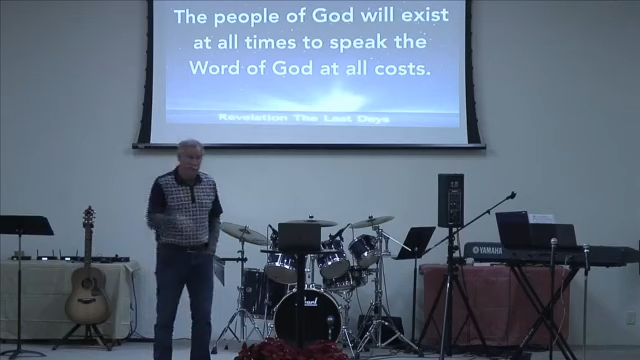 The people of God will exist
at all times to speak the
Word of God at all costs.
Revelation The Last Days
YAMAHA
Pearl